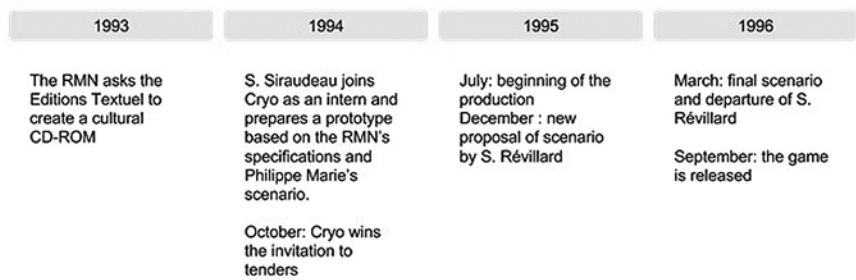 1993
The RMN asks the
Editions Textuel to
create a cultural
CD-ROM
1994
S. Siraudeau joins
Cryo as an intern and
prepares a prototype
based on the RMN's
specifications and
Philippe Marie's
scenario.
October: Cryo wins
the invitation to
tenders
1995
July: beginning of the
production
December : new
proposal of scenario
by S. Révillard
1996
March: final scenario
and departure of S.
Révillard
September: the game
is released